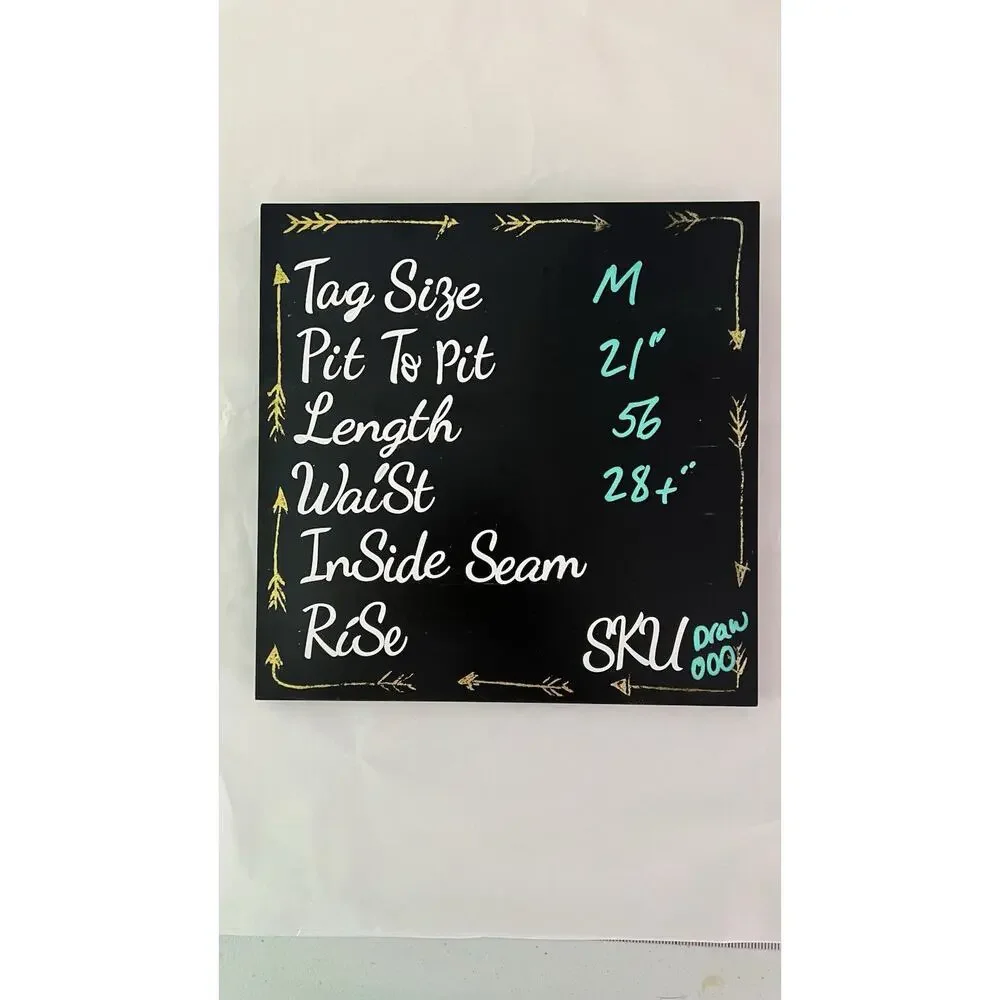 Tag Size M
Pit To Pit 21"
Length 56
WaiSt 28+"
InSide Seam
RiSe
SKU Draw
000